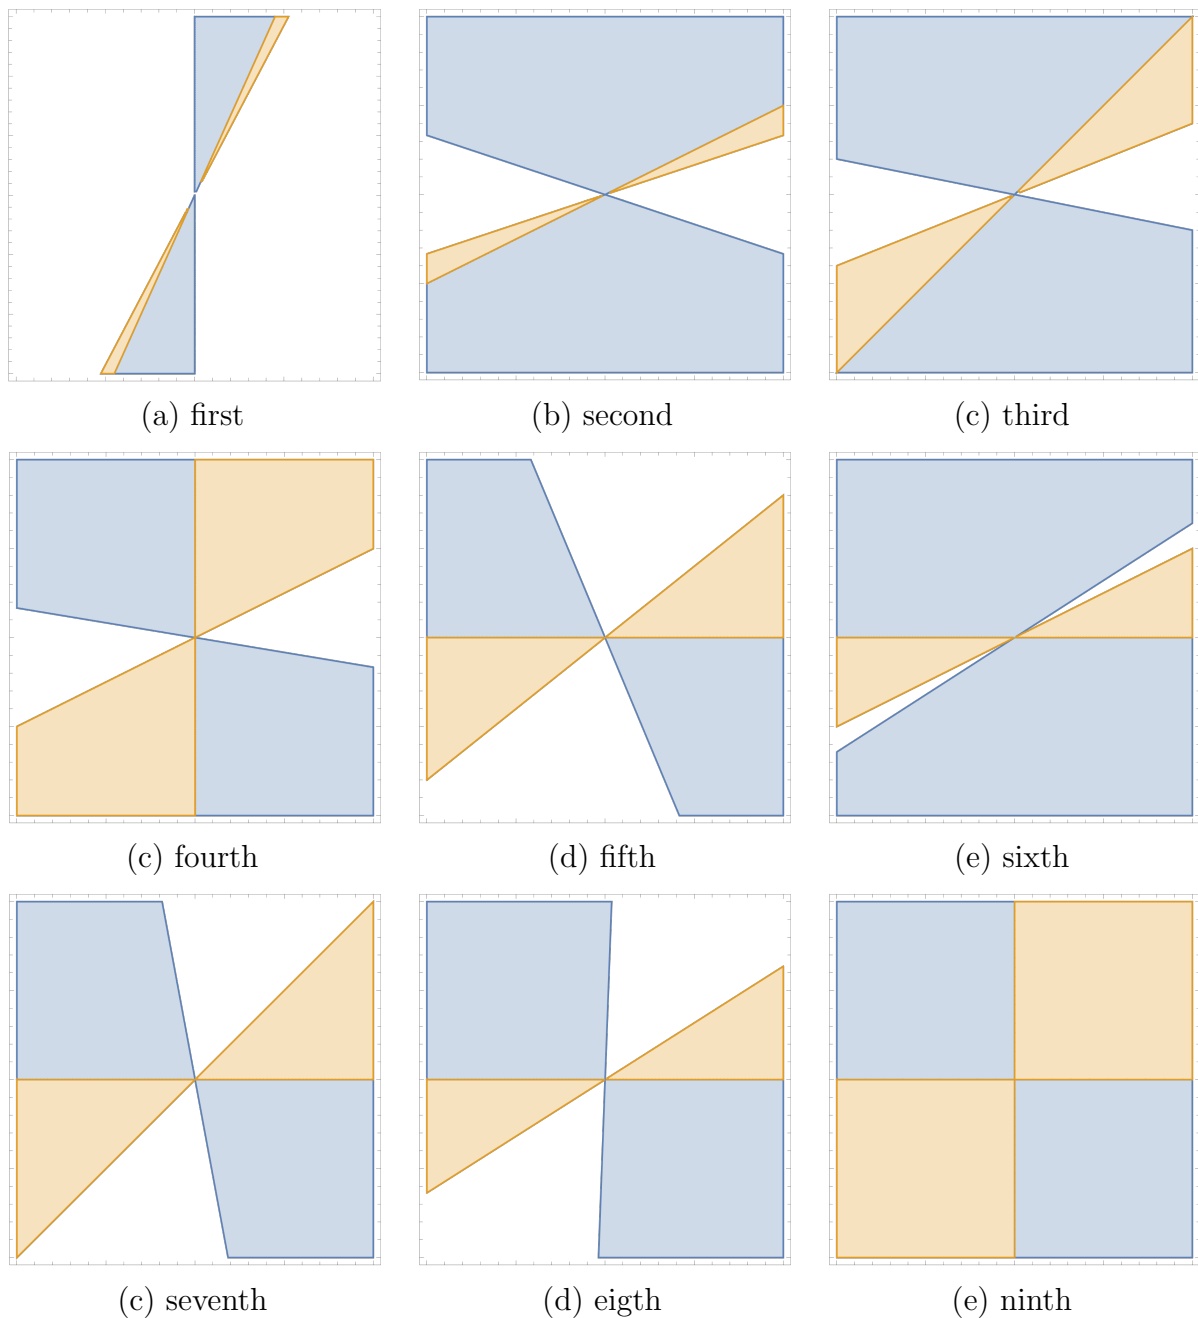 (a) first
(b) second
(c) third
(c) fourth
(d) fifth
(e) sixth
(c) seventh
(d) eigth
(e) ninth